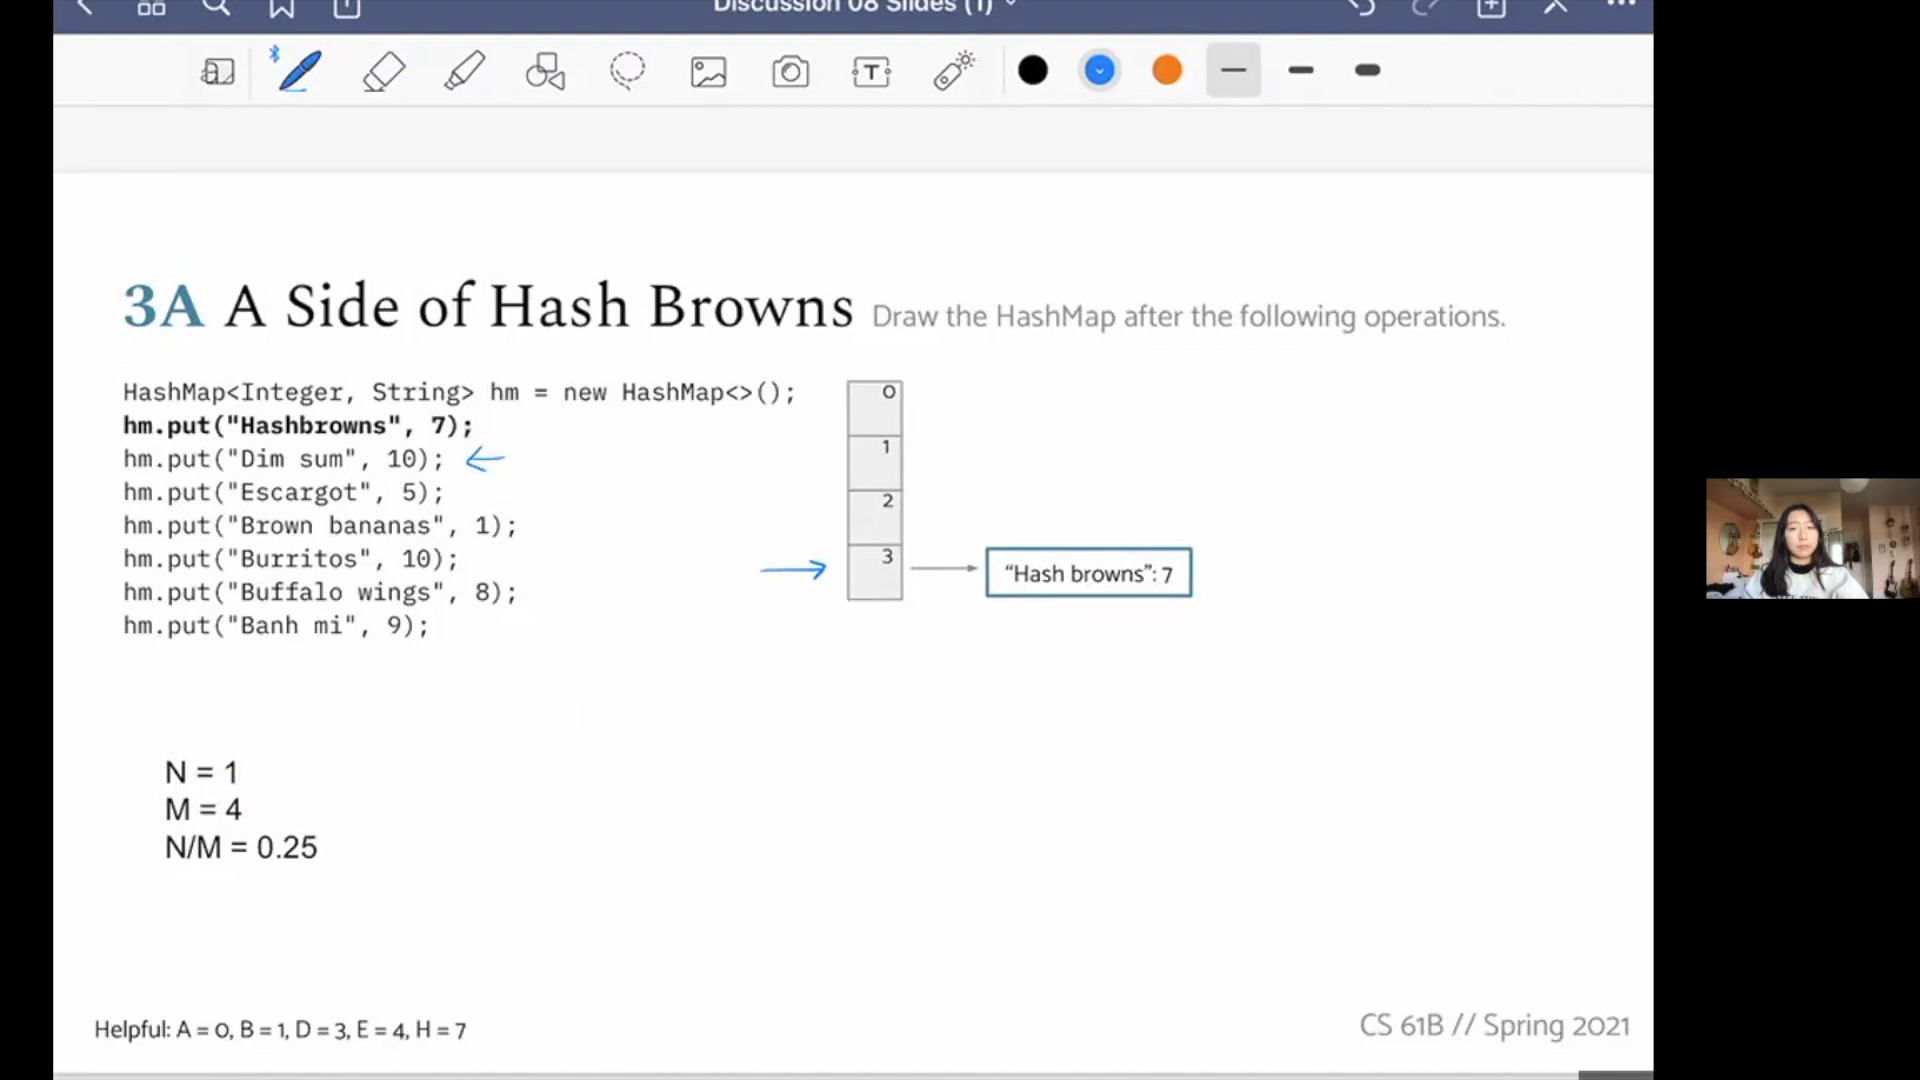 Discussion 08 Slides (1)
T
3A A Side of Hash Browns Draw the HashMap after the following operations.
HashMap<Integer, String> hm = new HashMap<>();
hm.put("Hashbrowns", 7);
hm.put("Dim sum", 10);
hm.put("Escargot", 5);
hm.put("Brown bananas", 1);
hm.put("Burritos", 10);
hm.put("Buffalo wings", 8);
hm.put("Banh mi", 9);
0
1
2
3
“Hash browns”: 7
N = 1
M = 4
N/M = 0.25
Helpful: A = 0, B = 1, D = 3, E = 4, H = 7
CS 61B // Spring 2021